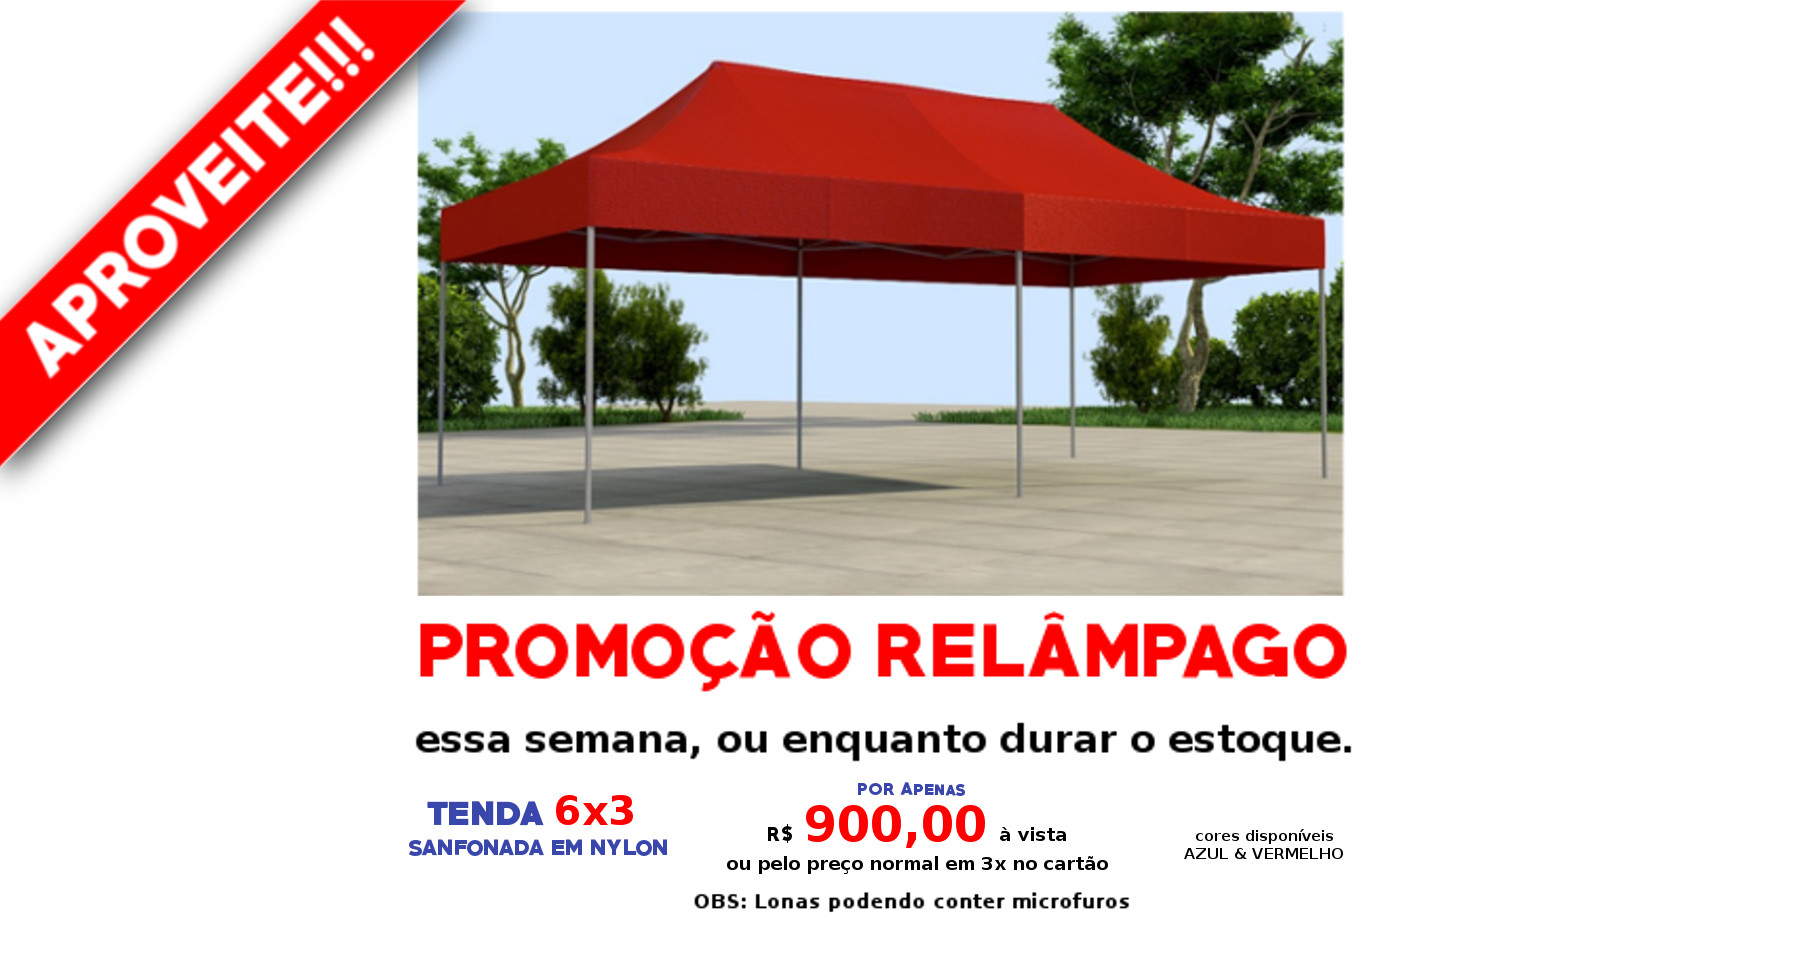 APROVEITE!!!
PROMOÇÃO RELÂMPAGO
essa semana, ou enquanto durar o estoque.
TENDA 6x3
SANFONADA EM NYLON
POR APENAS
R$ 900,00 à vista
ou pelo preço normal em 3x no cartão
cores disponíveis
AZUL & VERMELHO
OBS: Lonas podendo conter microfuros